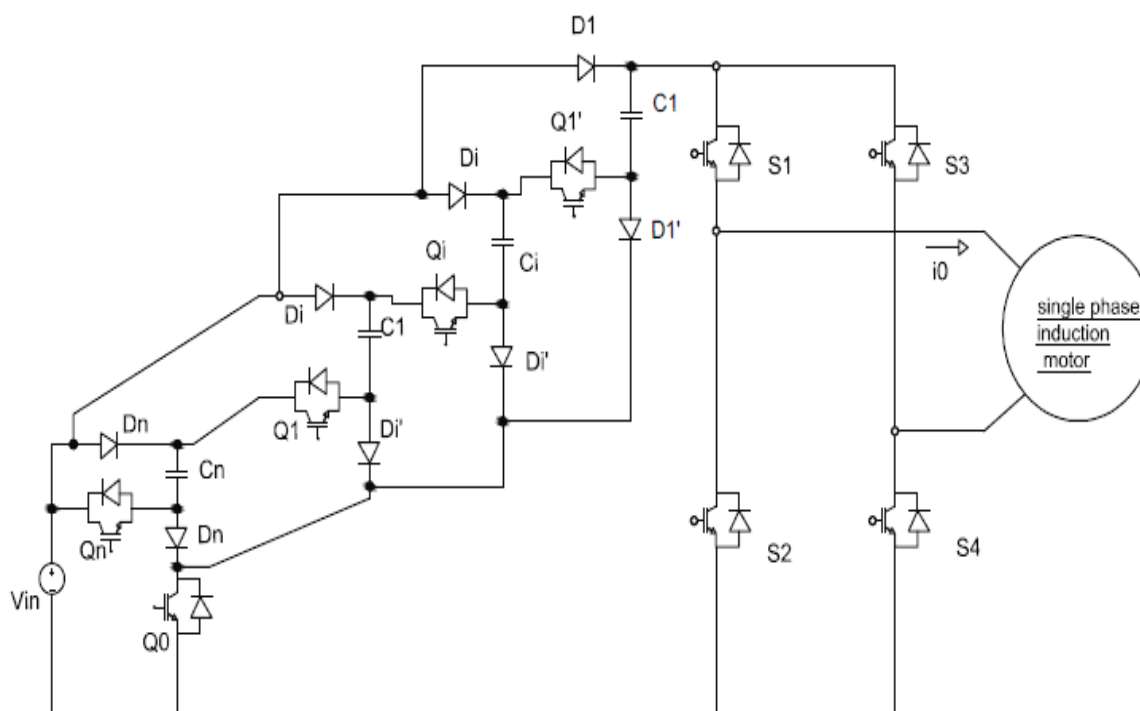 D1
C1
Q1'
S1
S3
Di
D1'
Qi
Ci
i0
Di
C1
single phase
induction
motor
Di'
Dn
Q1
Di'
Cn
Qn
Dn
S2
S4
Vin
Q0